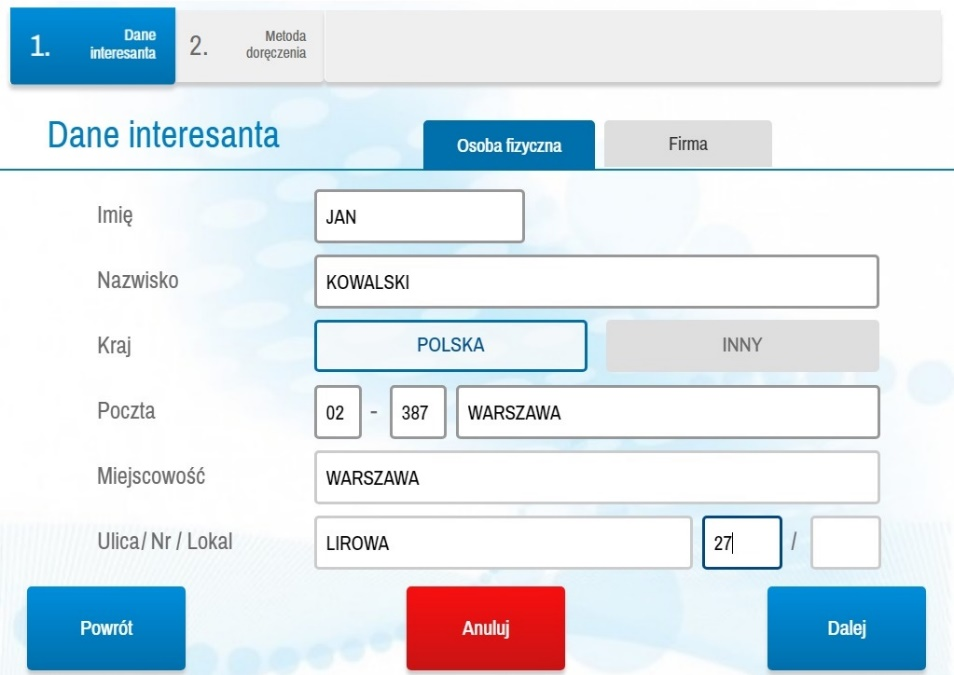 1. Dane interesanta
2. Metoda doręczenia
Dane interesanta
Osoba fizyczna
Firma
Imię JAN
Nazwisko KOWALSKI
Kraj POLSKA INNY
Poczta 02 - 387 WARSZAWA
Miejscowość WARSZAWA
Ulica/ Nr / Lokal LIROWA 27 /
Powrót Anuluj Dalej